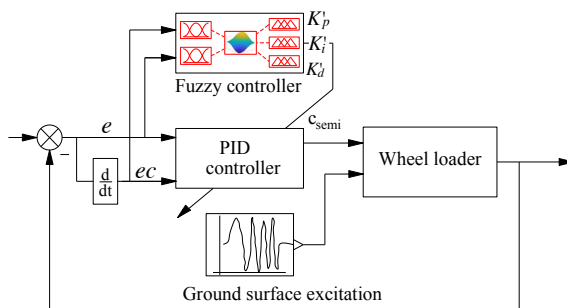 K'p
K'i
K'd
Fuzzy controller
c_semi
e
−
d
dt
ec
PID
controller
Wheel loader
Ground surface excitation